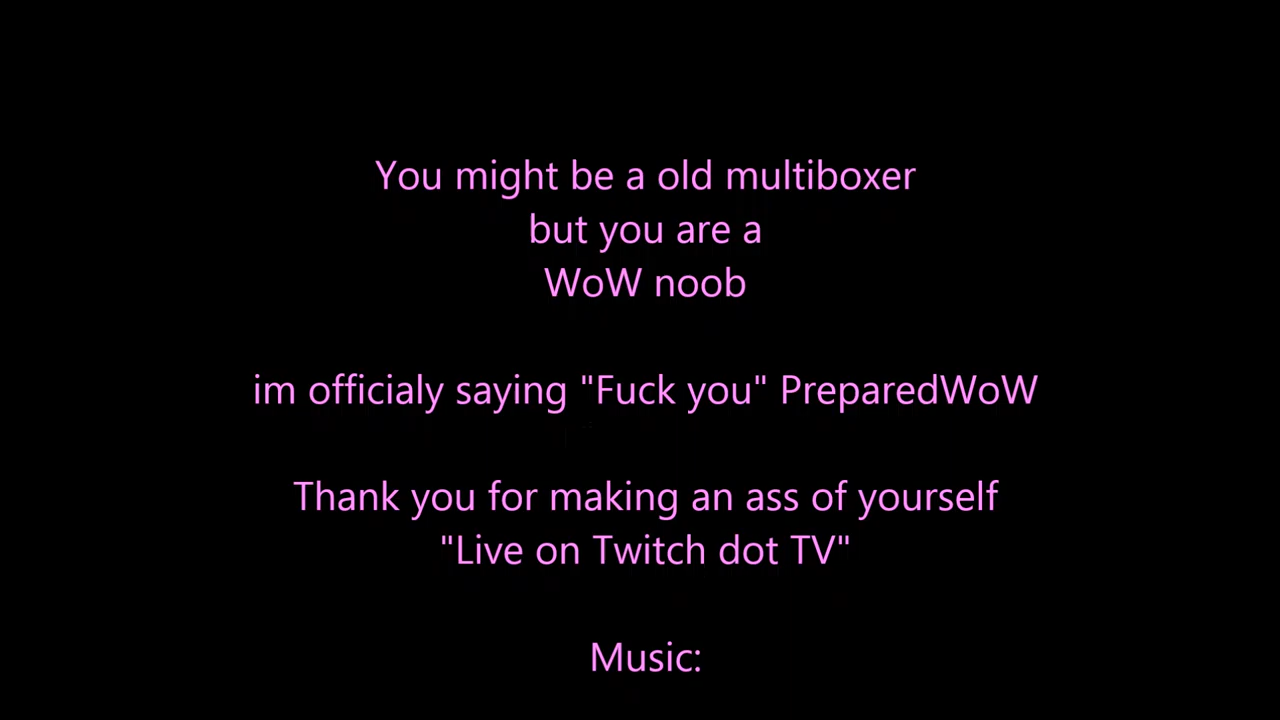 You might be a old multiboxer
but you are a
WoW noob
im officialy saying "Fuck you" PreparedWoW
Thank you for making an ass of yourself
"Live on Twitch dot TV"
Music: